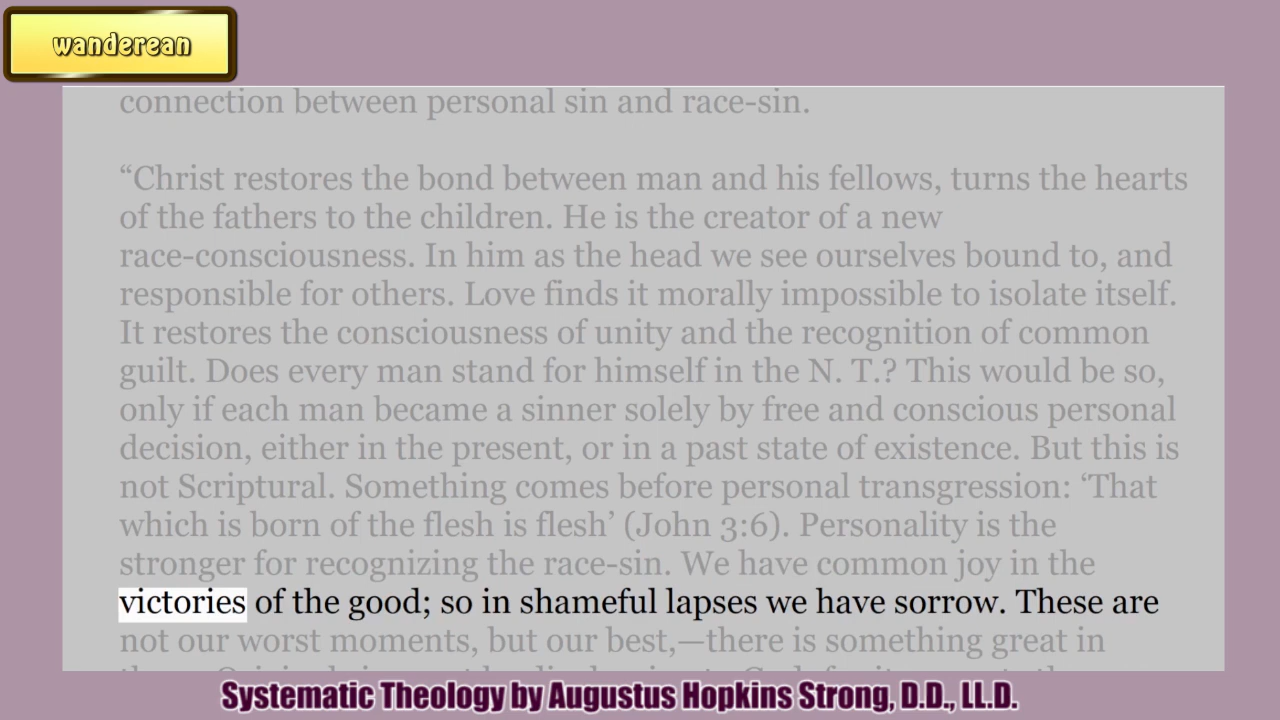 wanderean
connection between personal sin and race-sin.
“Christ restores the bond between man and his fellows, turns the hearts
of the fathers to the children. He is the creator of a new
race-consciousness. In him as the head we see ourselves bound to, and
responsible for others. Love finds it morally impossible to isolate itself.
It restores the consciousness of unity and the recognition of common
guilt. Does every man stand for himself in the N. T.? This would be so,
only if each man became a sinner solely by free and conscious personal
decision, either in the present, or in a past state of existence. But this is
not Scriptural. Something comes before personal transgression: ‘That
which is born of the flesh is flesh’ (John 3:6). Personality is the
stronger for recognizing the race-sin. We have common joy in the
victories of the good; so in shameful lapses we have sorrow. These are
not our worst moments, but our best,—there is something great in
Systematic Theology by Augustus Hopkins Strong, D.D., LL.D.